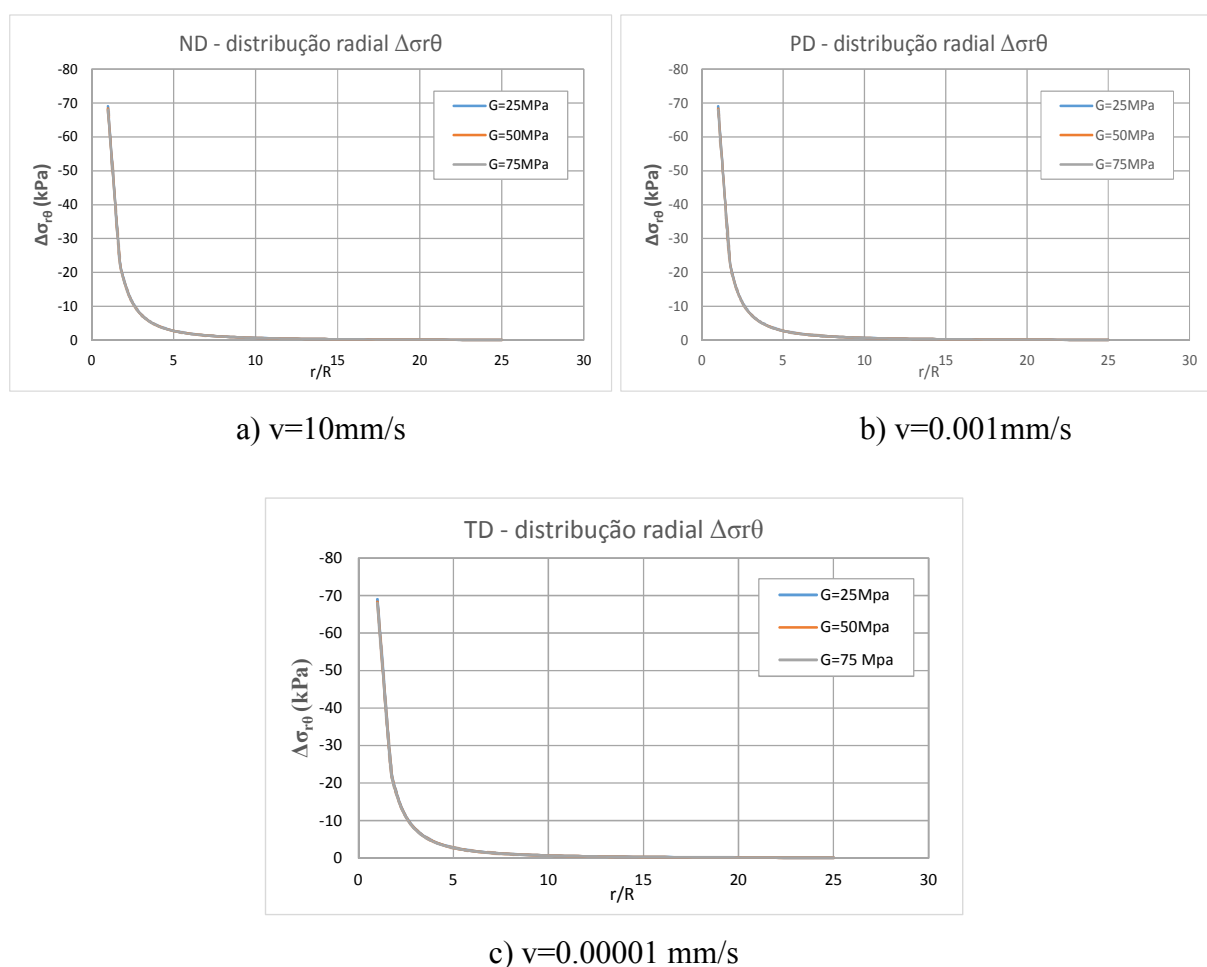 ND - distribução radial Δσrθ
-80
-70
-60
-50
-40
-30
-20
-10
0
Δσrθ (kPa)
G=25MPa
G=50MPa
G=75MPa
0 5 10 15 20 25 30
r/R
a) v=10mm/s
PD - distribução radial Δσrθ
-80
-70
-60
-50
-40
-30
-20
-10
0
Δσrθ (kPa)
G=25MPa
G=50MPa
G=75MPa
0 5 10 15 20 25 30
r/R
b) v=0.001mm/s
TD - distribução radial Δσrθ
-80
-70
-60
-50
-40
-30
-20
-10
0
Δσrθ (kPa)
G=25Mpa
G=50Mpa
G=75 Mpa
0 5 10 15 20 25 30
r/R
c) v=0.00001 mm/s